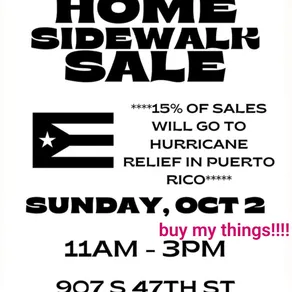 HOME
SIDEWALK
SALE
****15% OF SALES
WILL GO TO
HURRICANE
RELIEF IN PUERTO
RICO*****
SUNDAY, OCT 2
buy my things!!!!
11AM - 3PM
907 S 47TH ST